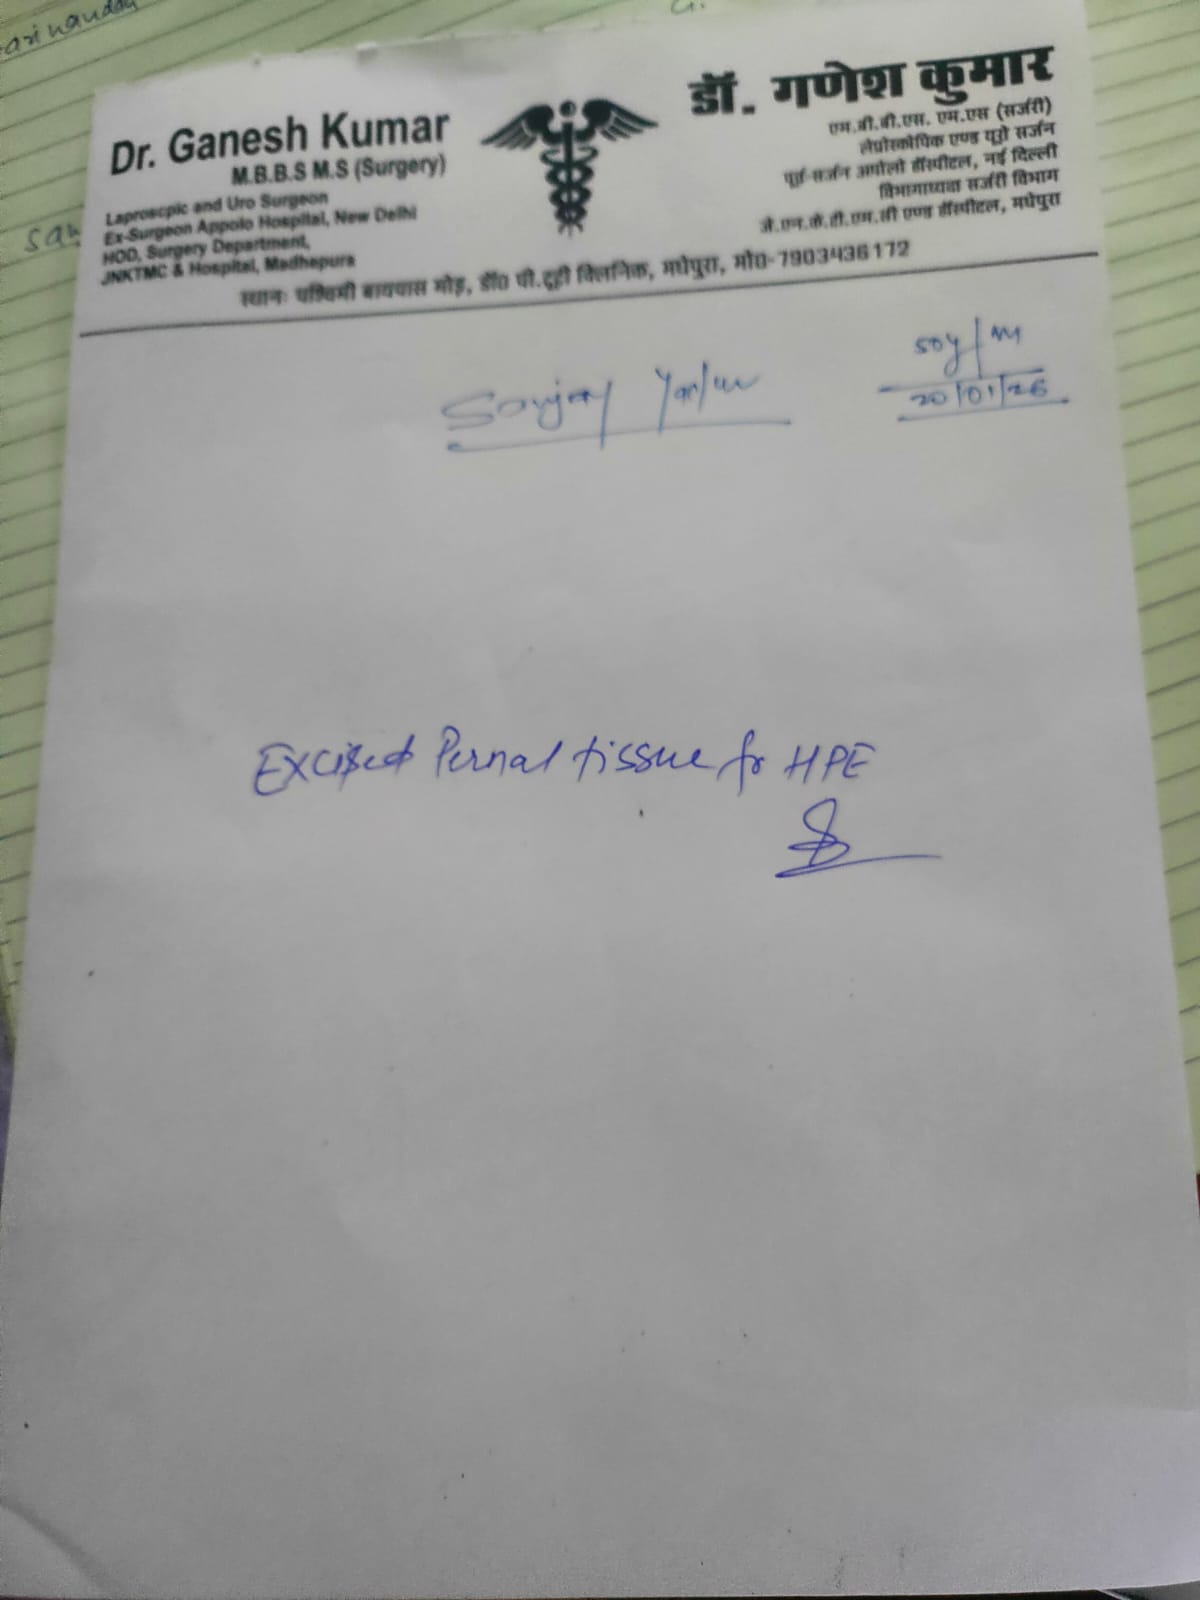 Dr. Ganesh Kumar
M.B.B.S M.S (Surgery)
Laproscpic and Uro Surgeon
Ex-Surgeon Appolo Hospital, New Delhi
HOD, Surgery Department,
JNKTMC & Hospital, Madhepura
डॉ. गणेश कुमार
एम.बी.बी.एस. एम.एस (सर्जरी)
लेप्रोस्कोपिक एण्ड यूरो सर्जन
पूर्व-सर्जन अपोलो हॉस्पीटल, नई दिल्ली
विभागाध्यक्ष सर्जरी विभाग
जे.एन.के.टी.एम.सी एण्ड हॉस्पीटल, मधेपुरा
स्थानः पश्चिमी बायपास मोड़, डॉ0 पी.टूटी क्लिनिक, मधेपुरा, मो0-7903436172
Sanjay
50y/M
20/01/26
Excised tissue for HPE